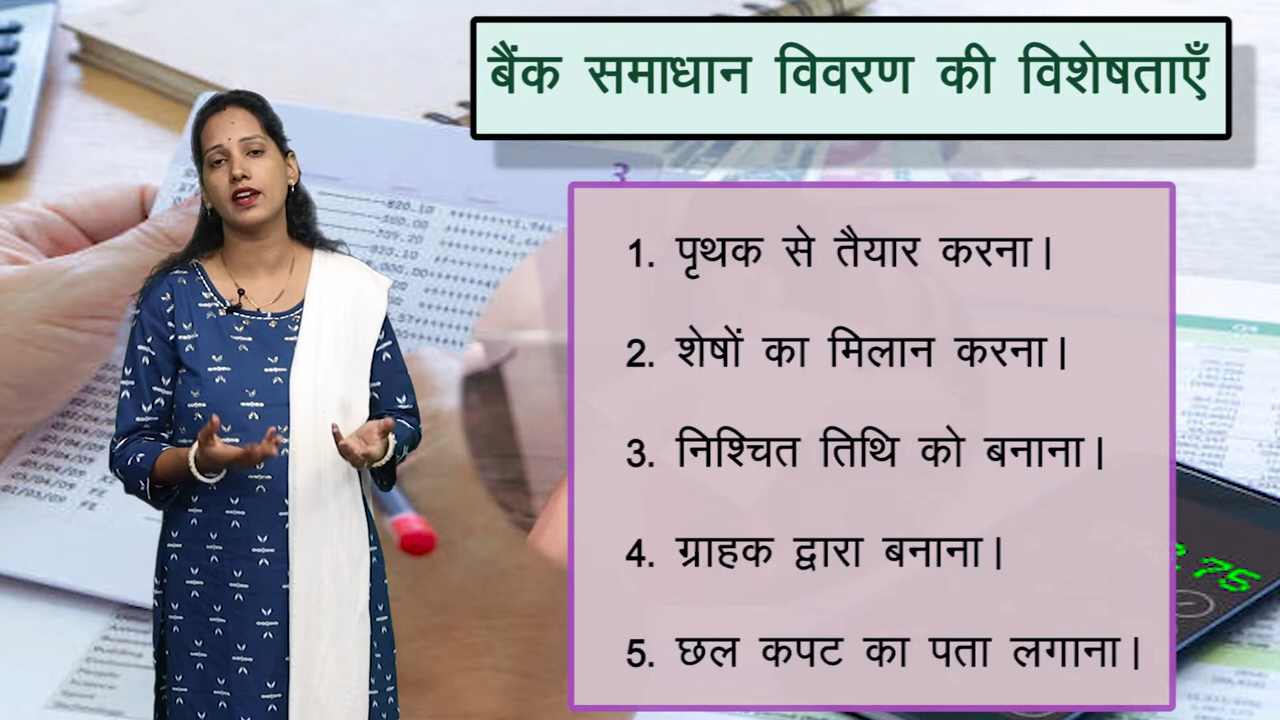 बैंक समाधान विवरण की विशेषताएँ
1. पृथक से तैयार करना।
2. शेषों का मिलान करना।
3. निश्चित तिथि को बनाना।
4. ग्राहक द्वारा बनाना।
5. छल कपट का पता लगाना।